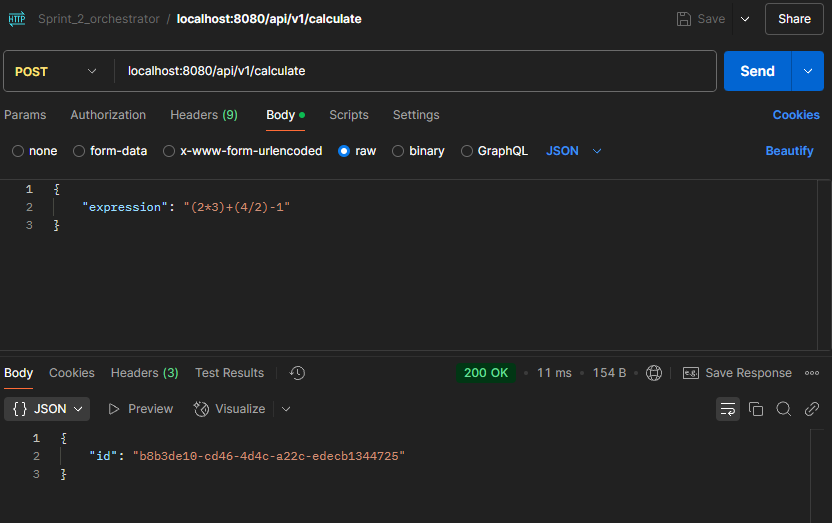 HTTP Sprint_2_orchestrator / localhost:8080/api/v1/calculate Save Share
POST localhost:8080/api/v1/calculate Send
Params Authorization Headers (9) Body Scripts Settings Cookies
none form-data x-www-form-urlencoded raw binary GraphQL JSON Beautify
1 {
2 "expression": "(2*3)+(4/2)-1"
3 }
Body Cookies Headers (3) Test Results 200 OK • 11 ms • 154 B • e.g. Save Response
{} JSON Preview Visualize
1 {
2 "id": "b8b3de10-cd46-4d4c-a22c-edecb1344725"
3 }